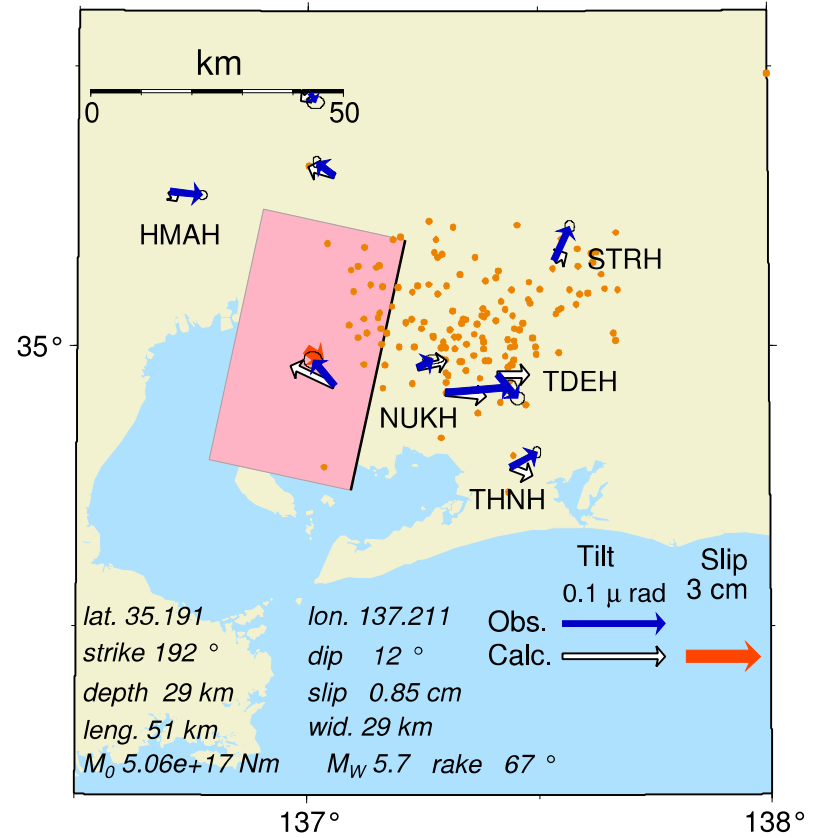 km
0 50
HMAH
STRH
35°
TDEH
NUKH
THNH
Tilt Slip
0.1 μ rad 3 cm
Obs.
Calc.
lat. 35.191 lon. 137.211
strike 192 ° dip 12 °
depth 29 km slip 0.85 cm
leng. 51 km wid. 29 km
M0 5.06e+17 Nm MW 5.7 rake 67 °
137° 138°